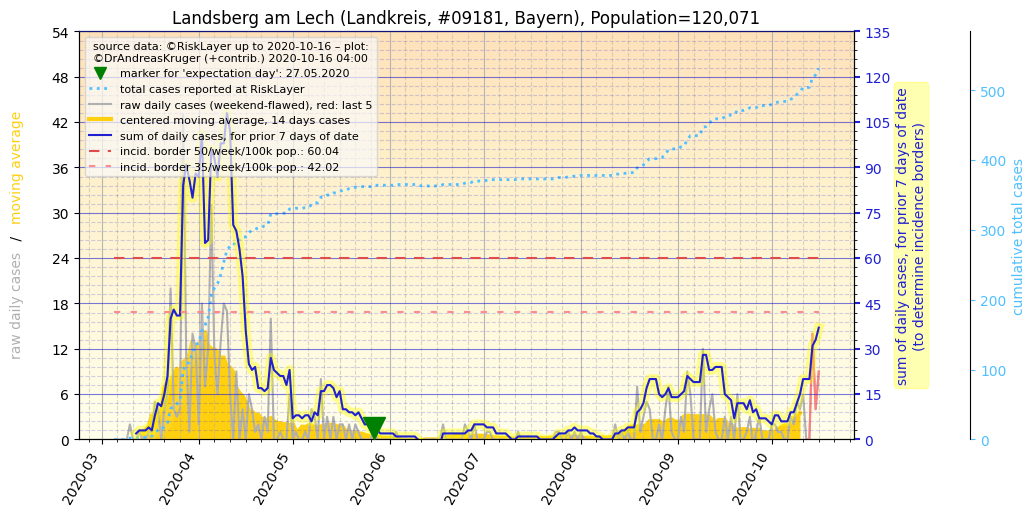 Landsberg am Lech (Landkreis, #09181, Bayern), Population=120,071
source data: ©RiskLayer up to 2020-10-16 – plot:
©DrAndreasKruger (+contrib.) 2020-10-16 04:00
marker for 'expectation day': 27.05.2020
total cases reported at RiskLayer
raw daily cases (weekend-flawed), red: last 5
centered moving average, 14 days cases
sum of daily cases, for prior 7 days of date
incid. border 50/week/100k pop.: 60.04
incid. border 35/week/100k pop.: 42.02
raw daily cases / moving average
54
48
42
36
30
24
18
12
6
0
135
120
105
90
75
60
45
30
15
0
sum of daily cases, for prior 7 days of date
(to determine incidence borders)
500
400
300
200
100
0
cumulative total cases
2020-03
2020-04
2020-05
2020-06
2020-07
2020-08
2020-09
2020-10